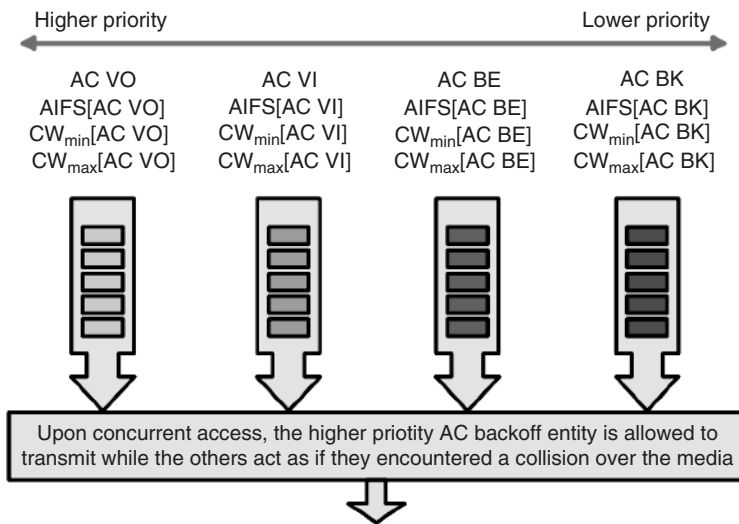 Higher priority
Lower priority
AC VO
AIFS[AC VO]
CWmin[AC VO]
CWmax[AC VO]
AC VI
AIFS[AC VI]
CWmin[AC VI]
CWmax[AC VI]
AC BE
AIFS[AC BE]
CWmin[AC BE]
CWmax[AC BE]
AC BK
AIFS[AC BK]
CWmin[AC BK]
CWmax[AC BK]
Upon concurrent access, the higher priotity AC backoff entity is allowed to
transmit while the others act as if they encountered a collision over the media